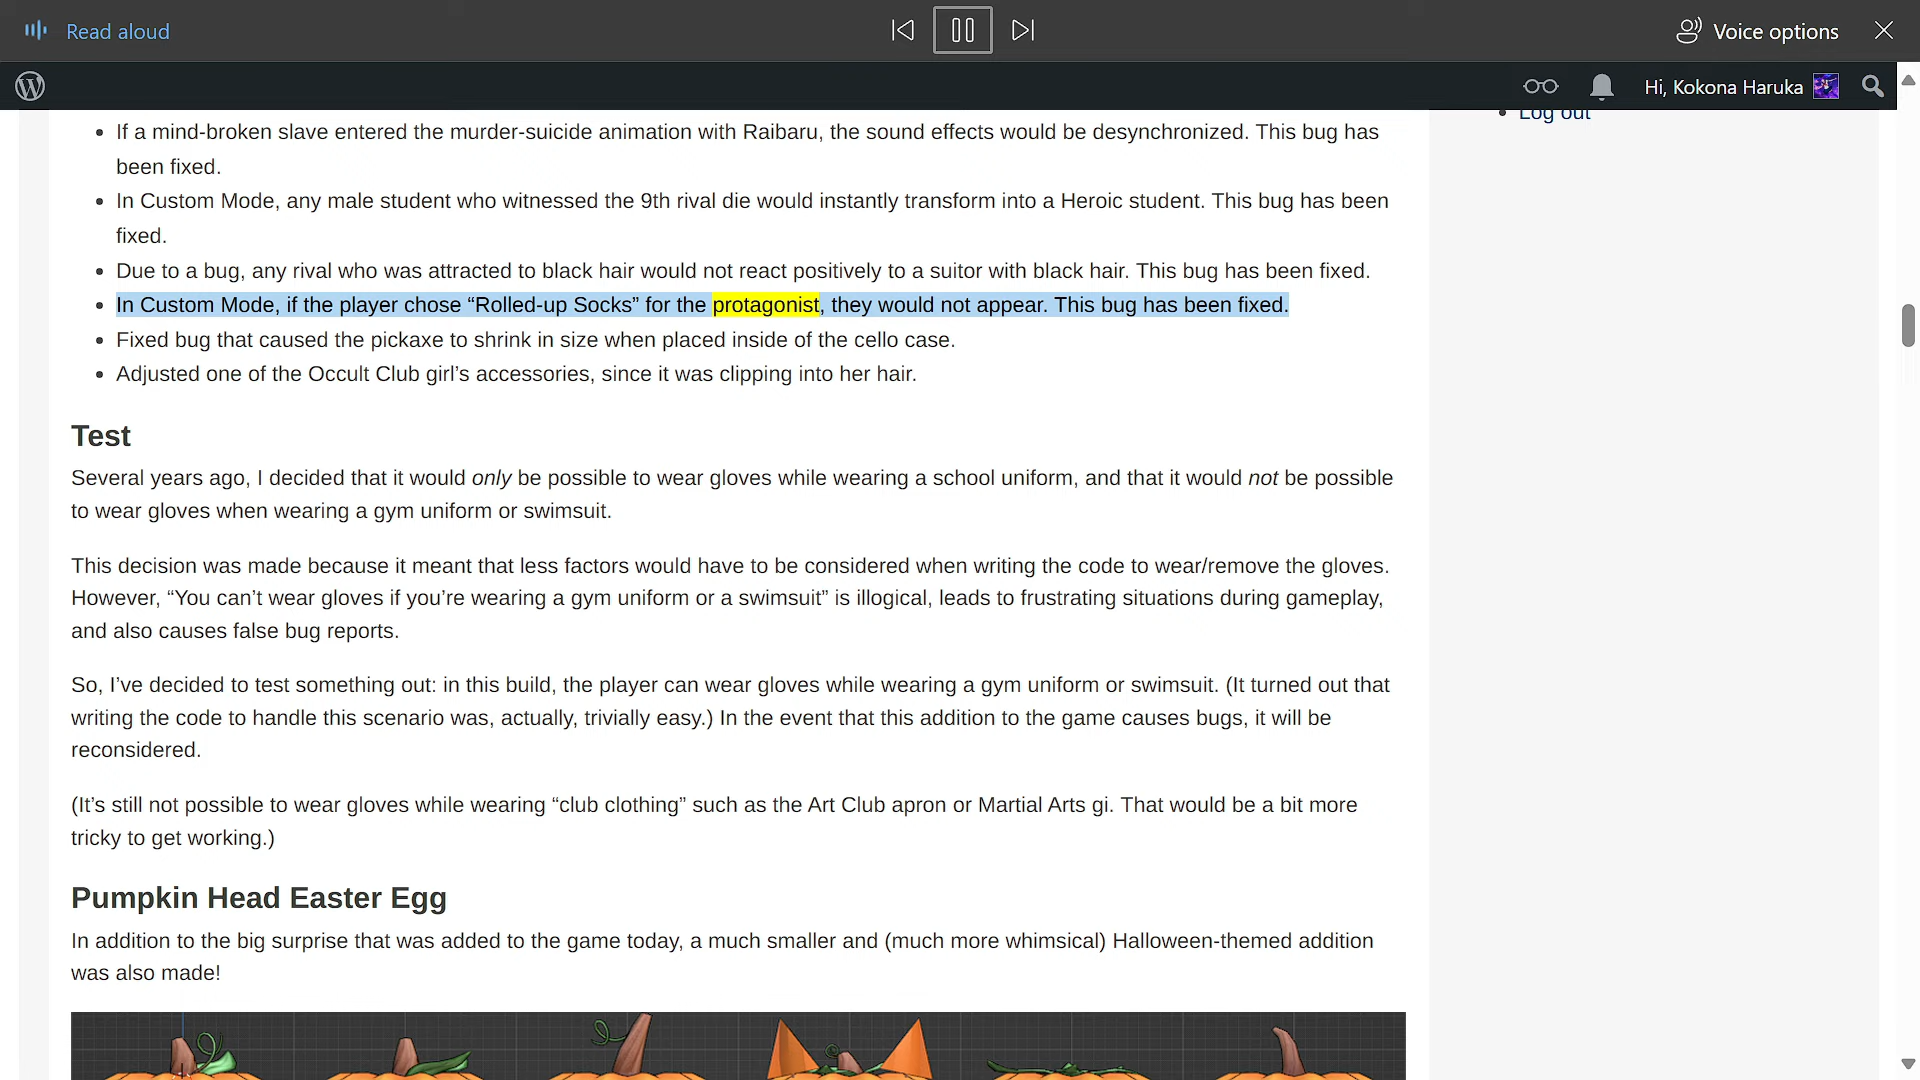 Read aloud
Voice options
Hi, Kokona Haruka
Log out
If a mind-broken slave entered the murder-suicide animation with Raibaru, the sound effects would be desynchronized. This bug has
been fixed.
In Custom Mode, any male student who witnessed the 9th rival die would instantly transform into a Heroic student. This bug has been
fixed.
Due to a bug, any rival who was attracted to black hair would not react positively to a suitor with black hair. This bug has been fixed.
In Custom Mode, if the player chose “Rolled-up Socks” for the protagonist, they would not appear. This bug has been fixed.
Fixed bug that caused the pickaxe to shrink in size when placed inside of the cello case.
Adjusted one of the Occult Club girl’s accessories, since it was clipping into her hair.
Test
Several years ago, I decided that it would only be possible to wear gloves while wearing a school uniform, and that it would not be possible
to wear gloves when wearing a gym uniform or swimsuit.
This decision was made because it meant that less factors would have to be considered when writing the code to wear/remove the gloves.
However, “You can’t wear gloves if you’re wearing a gym uniform or a swimsuit” is illogical, leads to frustrating situations during gameplay,
and also causes false bug reports.
So, I’ve decided to test something out: in this build, the player can wear gloves while wearing a gym uniform or swimsuit. (It turned out that
writing the code to handle this scenario was, actually, trivially easy.) In the event that this addition to the game causes bugs, it will be
reconsidered.
(It’s still not possible to wear gloves while wearing “club clothing” such as the Art Club apron or Martial Arts gi. That would be a bit more
tricky to get working.)
Pumpkin Head Easter Egg
In addition to the big surprise that was added to the game today, a much smaller and (much more whimsical) Halloween-themed addition
was also made!